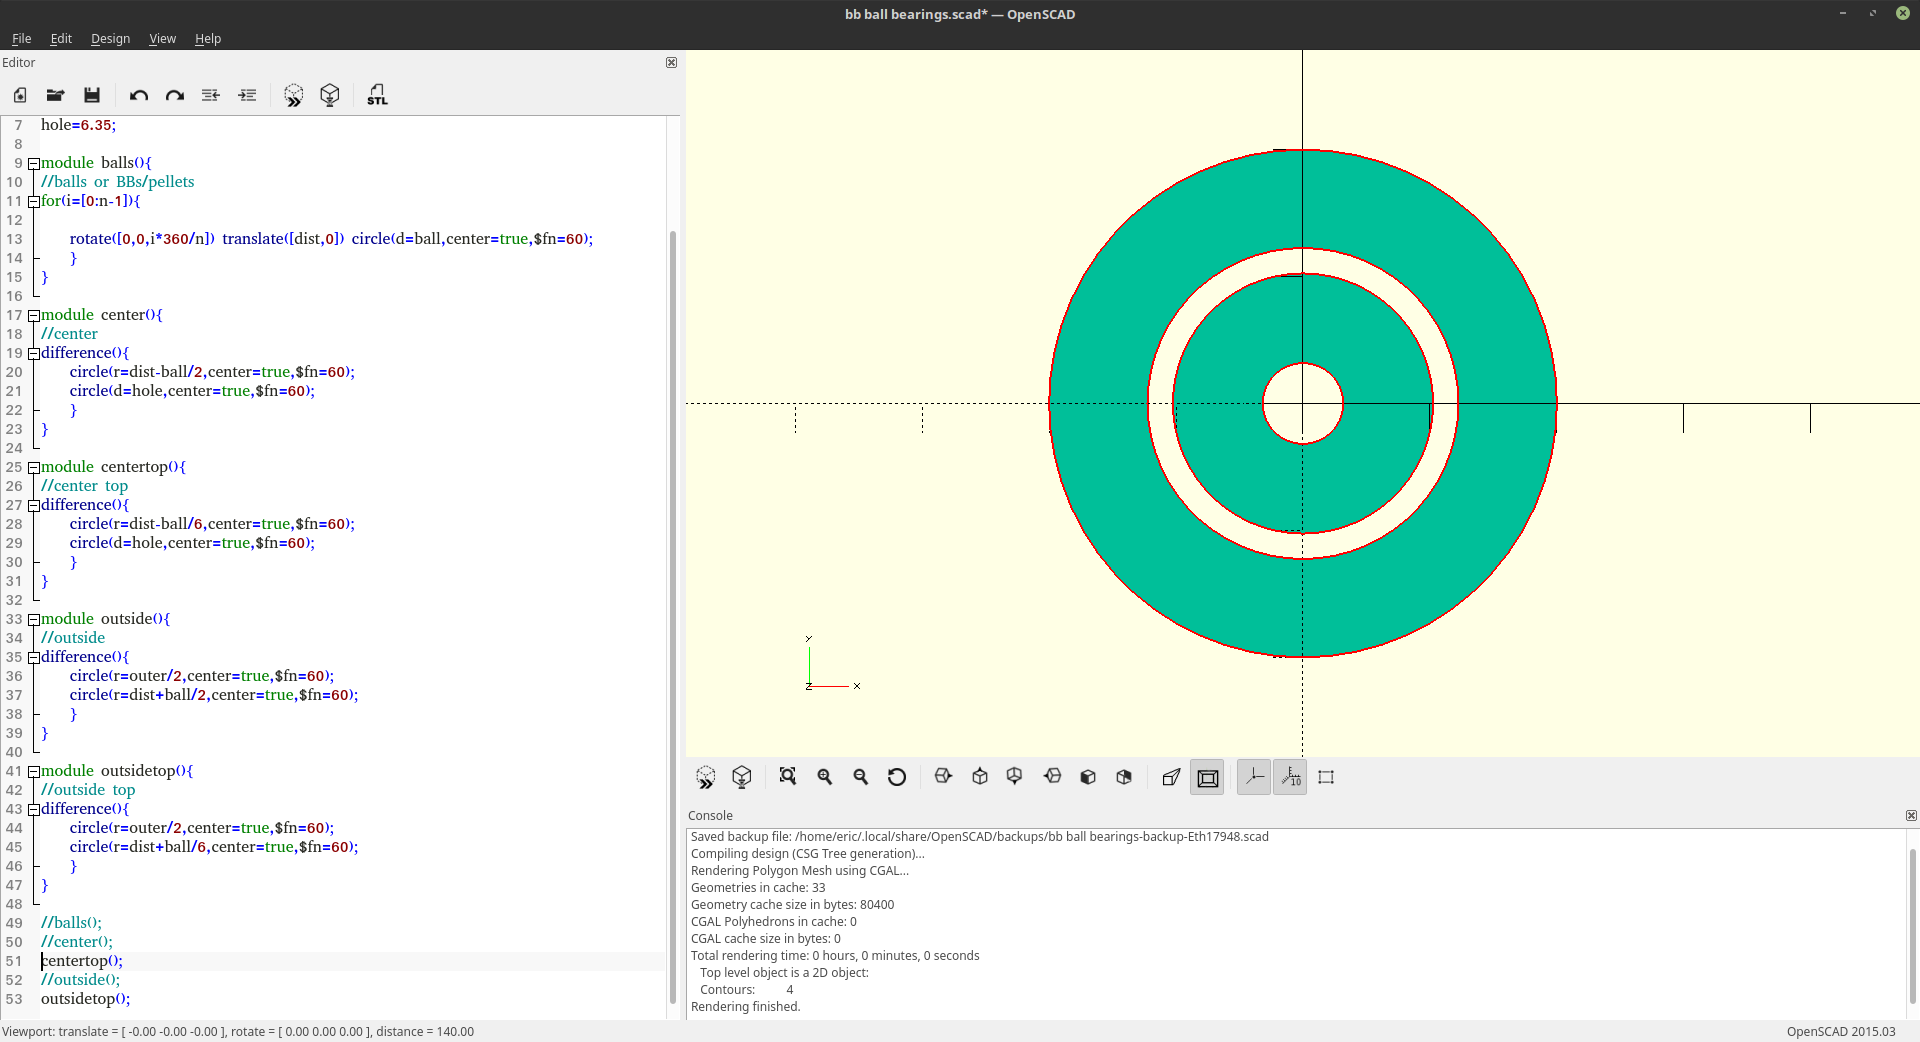 bb ball bearings.scad* — OpenSCAD
File Edit Design View Help
Editor
STL
7 hole=6.35;
8
9 module balls(){
10 //balls or BBs/pellets
11 for(i=[0:n-1]){
12
13 rotate([0,0,i*360/n]) translate([dist,0]) circle(d=ball,center=true,$fn=60);
14 }
15 }
16
17 module center(){
18 //center
19 difference(){
20 circle(r=dist-ball/2,center=true,$fn=60);
21 circle(d=hole,center=true,$fn=60);
22 }
23 }
24
25 module centertop(){
26 //center top
27 difference(){
28 circle(r=dist-ball/6,center=true,$fn=60);
29 circle(d=hole,center=true,$fn=60);
30 }
31 }
32
33 module outside(){
34 //outside
35 difference(){
36 circle(r=outer/2,center=true,$fn=60);
37 circle(r=dist+ball/2,center=true,$fn=60);
38 }
39 }
40
41 module outsidetop(){
42 //outside top
43 difference(){
44 circle(r=outer/2,center=true,$fn=60);
45 circle(r=dist+ball/6,center=true,$fn=60);
46 }
47 }
48
49 //balls();
50 //center();
51 centertop();
52 //outside();
53 outsidetop();
Y
Z X
10
Console
Saved backup file: /home/eric/.local/share/OpenSCAD/backups/bb ball bearings-backup-Eth17948.scad
Compiling design (CSG Tree generation)...
Rendering Polygon Mesh using CGAL...
Geometries in cache: 33
Geometry cache size in bytes: 80400
CGAL Polyhedrons in cache: 0
CGAL cache size in bytes: 0
Total rendering time: 0 hours, 0 minutes, 0 seconds
Top level object is a 2D object:
Contours: 4
Rendering finished.
Viewport: translate = [ -0.00 -0.00 -0.00 ], rotate = [ 0.00 0.00 0.00 ], distance = 140.00
OpenSCAD 2015.03